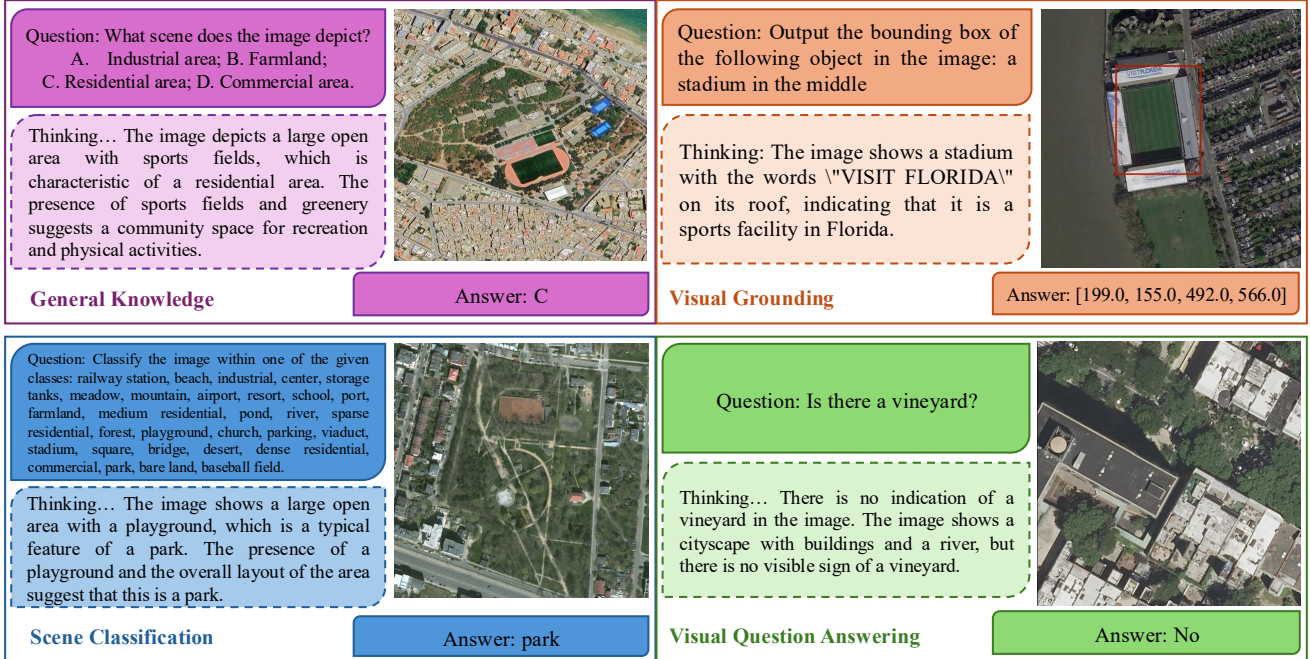 Question: What scene does the image depict?
A. Industrial area; B. Farmland;
C. Residential area; D. Commercial area.
Thinking… The image depicts a large open
area with sports fields, which is
characteristic of a residential area. The
presence of sports fields and greenery
suggests a community space for recreation
and physical activities.
General Knowledge
Answer: C
Question: Output the bounding box of
the following object in the image: a
stadium in the middle
Thinking: The image shows a stadium
with the words \"VISIT FLORIDA\"
on its roof, indicating that it is a
sports facility in Florida.
VISITFLORIDA
Visual Grounding
Answer: [199.0, 155.0, 492.0, 566.0]
Question: Classify the image within one of the given
classes: railway station, beach, industrial, center, storage
tanks, meadow, mountain, airport, resort, school, port,
farmland, medium residential, pond, river, sparse
residential, forest, playground, church, parking, viaduct,
stadium, square, bridge, desert, dense residential,
commercial, park, bare land, baseball field.
Thinking… The image shows a large open
area with a playground, which is a typical
feature of a park. The presence of a
playground and the overall layout of the area
suggest that this is a park.
Scene Classification
Answer: park
Question: Is there a vineyard?
Thinking… There is no indication of a
vineyard in the image. The image shows a
cityscape with buildings and a river, but
there is no visible sign of a vineyard.
Visual Question Answering
Answer: No